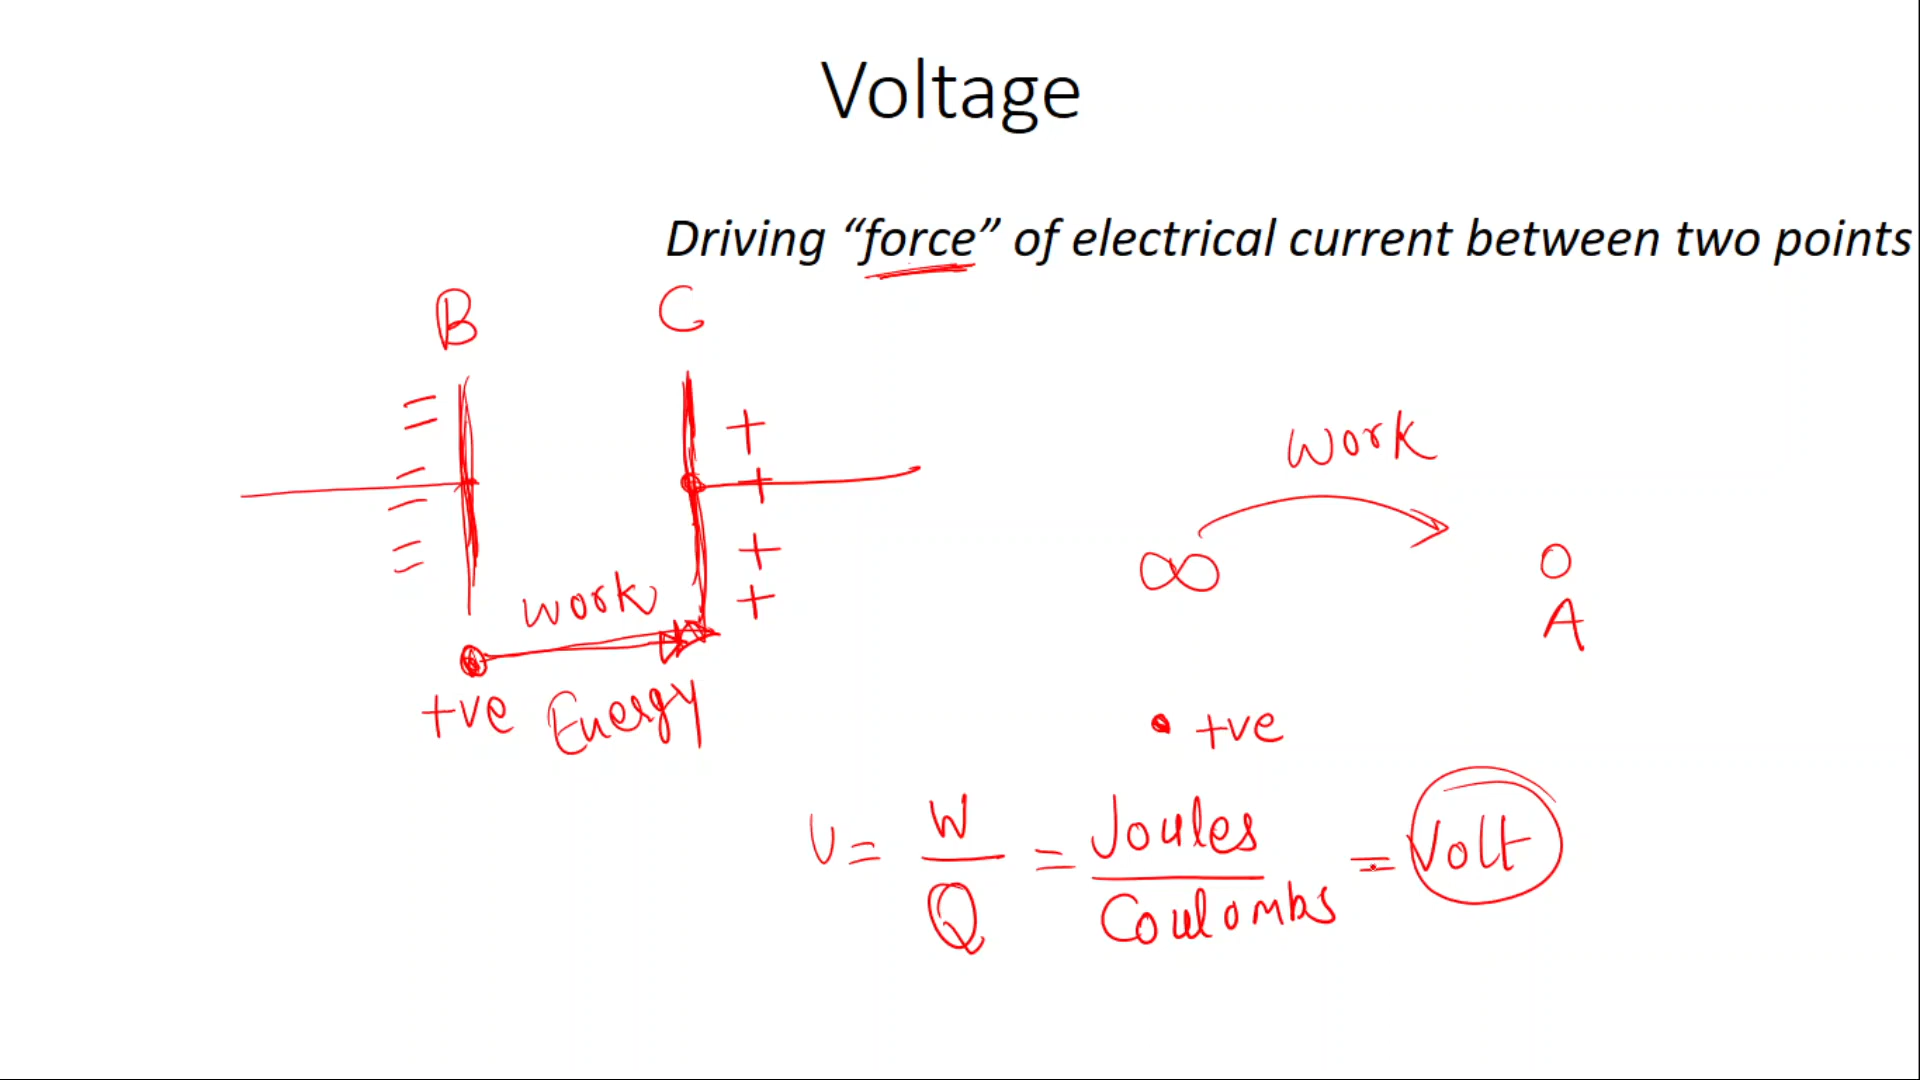 Voltage
Driving “force” of electrical current between two points
B C
= +
= +
= +
+
work
+ve Energy
work
∞ O
A
• +ve
V = W/Q = Joules/Coulombs = Volt